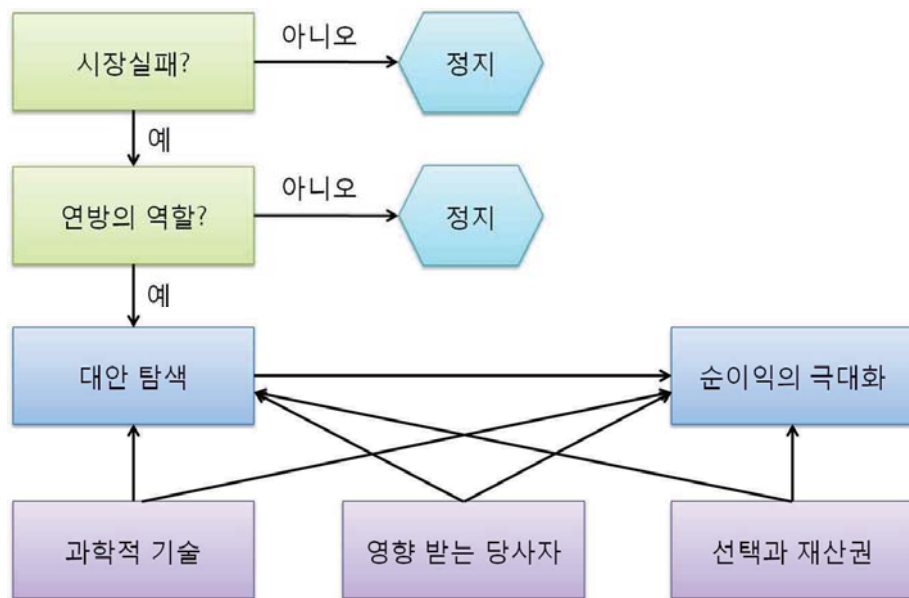 시장실패?
아니오
정지
예
연방의 역할?
아니오
정지
예
대안 탐색
순이익의 극대화
과학적 기술
영향 받는 당사자
선택과 재산권